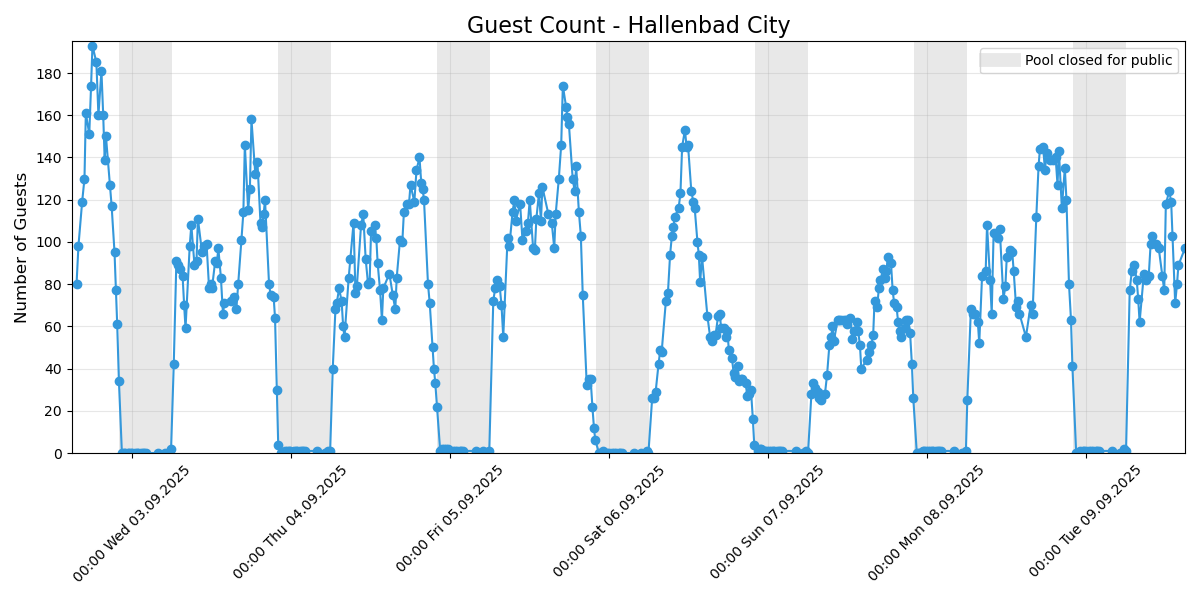 Guest Count - Hallenbad City
Pool closed for public
Number of Guests
180
160
140
120
100
80
60
40
20
0
00:00 Wed 03.09.2025
00:00 Thu 04.09.2025
00:00 Fri 05.09.2025
00:00 Sat 06.09.2025
00:00 Sun 07.09.2025
00:00 Mon 08.09.2025
00:00 Tue 09.09.2025